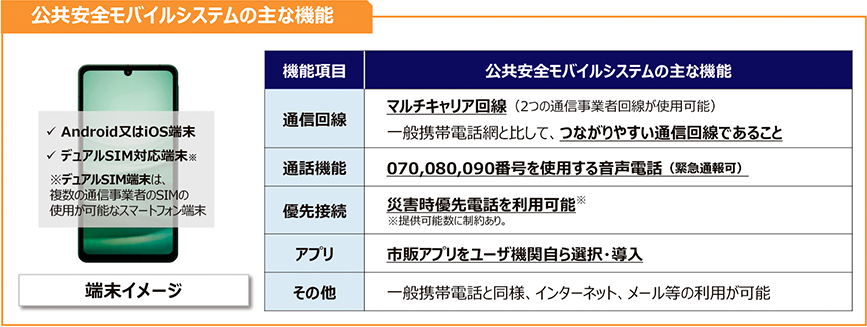 公共安全モバイルシステムの主な機能
✓ Android又はiOS端末
✓ デュアルSIM対応端末※
※デュアルSIM端末は、
複数の通信事業者のSIMの
使用が可能なスマートフォン端末
端末イメージ
機能項目 公共安全モバイルシステムの主な機能
通信回線 マルチキャリア回線（2つの通信事業者回線が使用可能）
一般携帯電話網と比して、つながりやすい通信回線であること
通話機能 070,080,090番号を使用する音声電話（緊急通報可）
優先接続 災害時優先電話を利用可能※
※提供可能数に制約あり。
アプリ 市販アプリをユーザ機関自ら選択・導入
その他 一般携帯電話と同様、インターネット、メール等の利用が可能